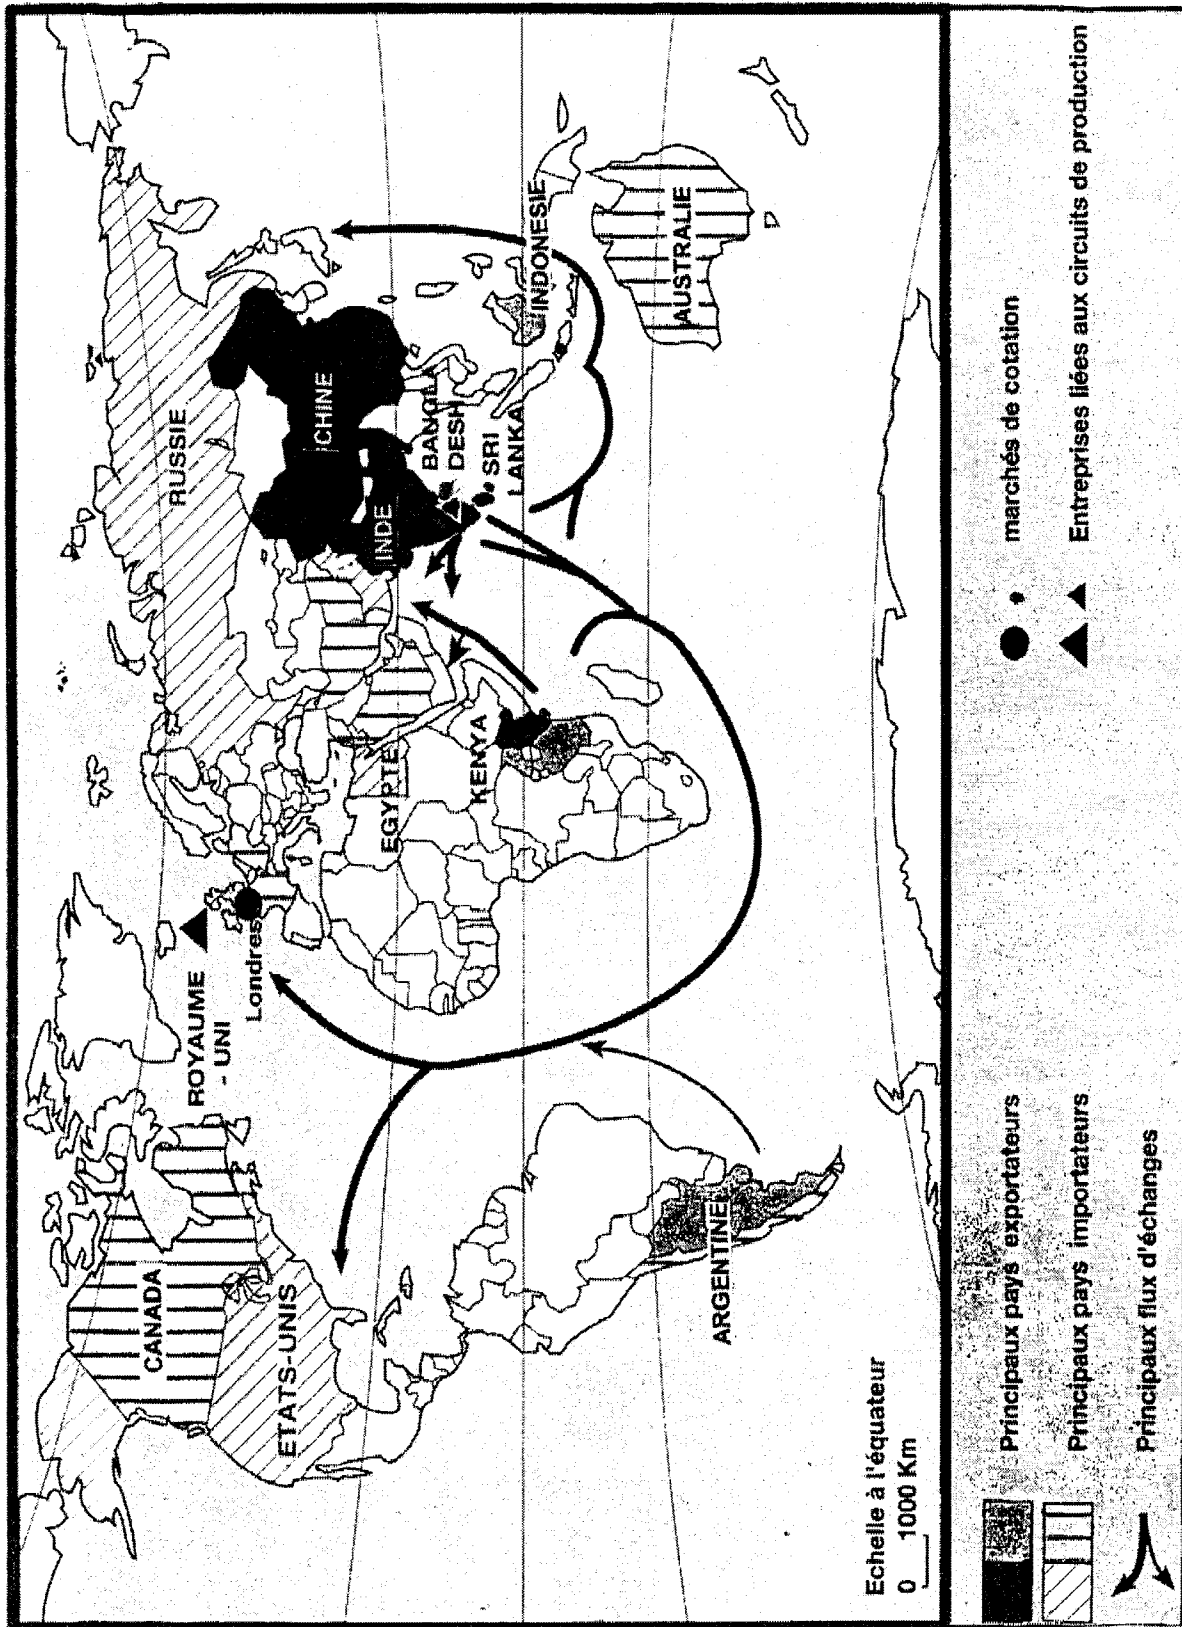 RUSSIE
CANADA
ROYAUME
- UNI
Londres
ETATS-UNIS
CHINE
INDE
BANGLA
DESH
SRI
LANKA
EGYPTE
KENYA
INDONESIE
AUSTRALIE
ARGENTINE
Echelle à l'équateur
0 1000 Km
Principaux pays exportateurs
Principaux pays importateurs
Principaux flux d'échanges
marchés de cotation
Entreprises liées aux circuits de production